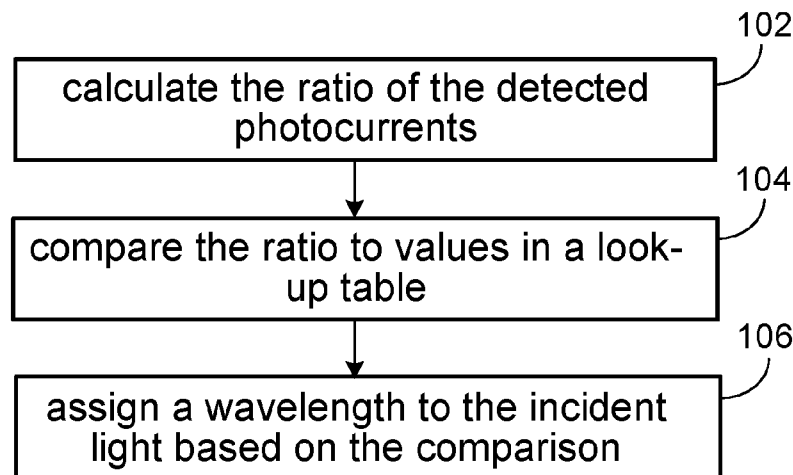 102
calculate the ratio of the detected
photocurrents
104
compare the ratio to values in a look-
up table
106
assign a wavelength to the incident
light based on the comparison